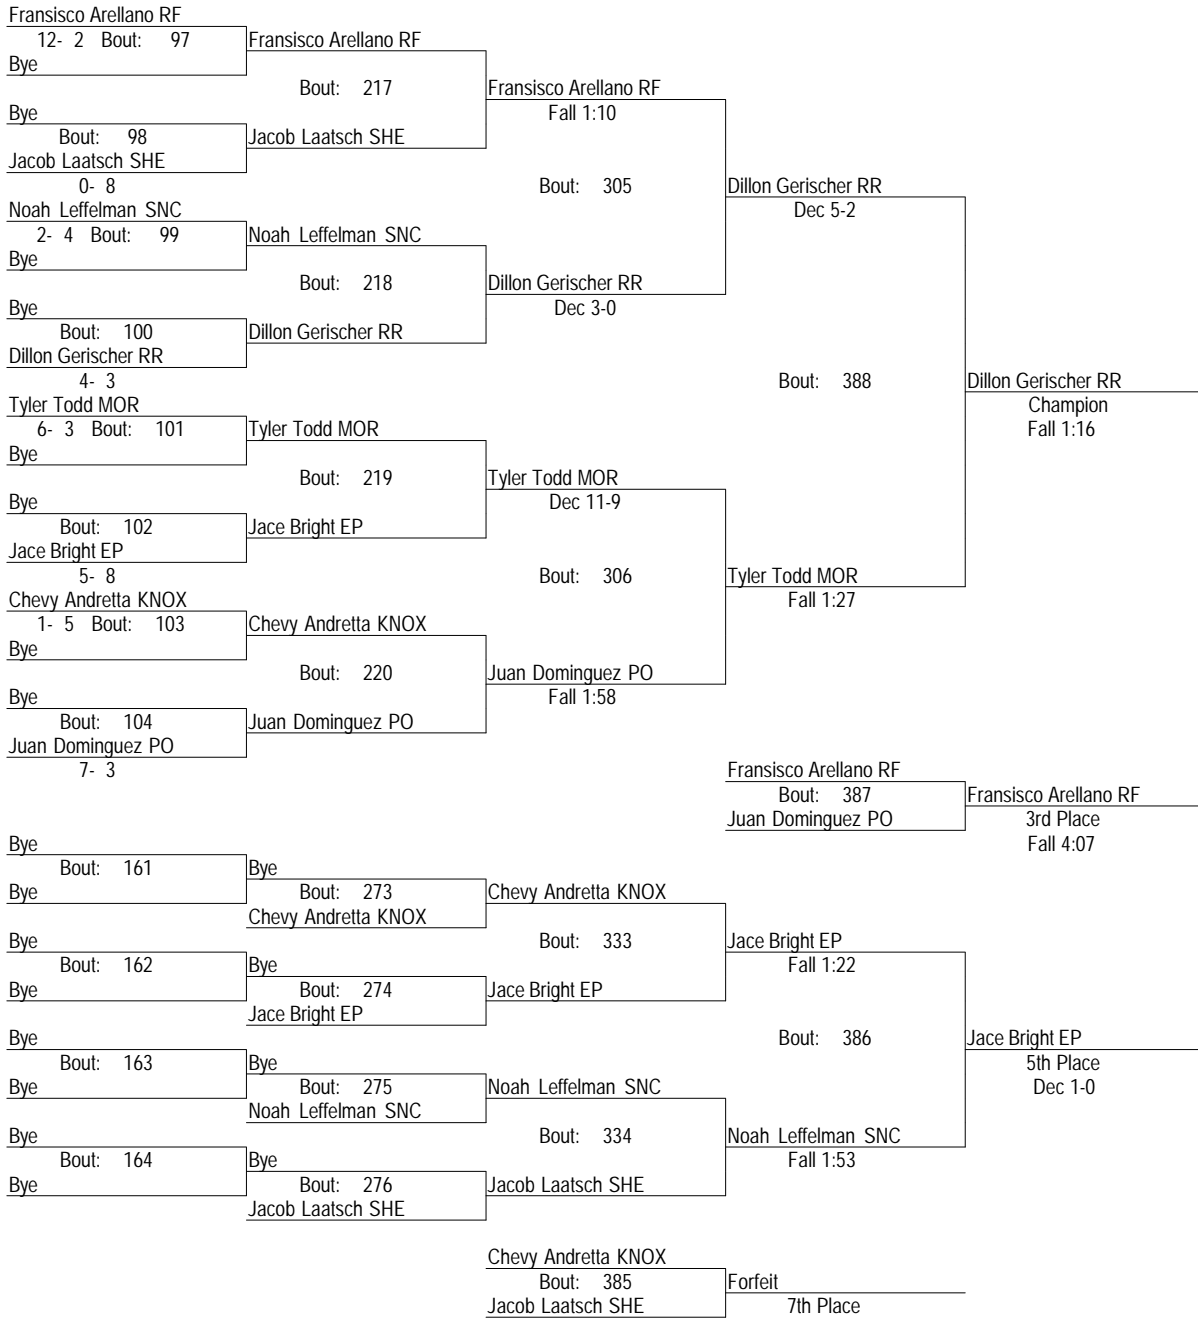 Fransisco Arellano RF
12- 2 Bout: 97
Fransisco Arellano RF
Bye
Bout: 217
Fransisco Arellano RF
Bye
Fall 1:10
Bout: 98
Jacob Laatsch SHE
Jacob Laatsch SHE
0- 8
Bout: 305
Dillon Gerischer RR
Noah Leffelman SNC
Dec 5-2
2- 4 Bout: 99
Noah Leffelman SNC
Bye
Bout: 218
Dillon Gerischer RR
Bye
Dec 3-0
Bout: 100
Dillon Gerischer RR
Dillon Gerischer RR
4- 3
Bout: 388
Dillon Gerischer RR
Tyler Todd MOR
Champion
6- 3 Bout: 101
Tyler Todd MOR
Fall 1:16
Bye
Bout: 219
Tyler Todd MOR
Bye
Dec 11-9
Bout: 102
Jace Bright EP
Jace Bright EP
5- 8
Bout: 306
Tyler Todd MOR
Chevy Andretta KNOX
Fall 1:27
1- 5 Bout: 103
Chevy Andretta KNOX
Bye
Bout: 220
Juan Dominguez PO
Bye
Fall 1:58
Bout: 104
Juan Dominguez PO
Juan Dominguez PO
7- 3
Fransisco Arellano RF
Bout: 387
Fransisco Arellano RF
Juan Dominguez PO
3rd Place
Fall 4:07
Bye
Bout: 161
Bye
Bye
Bout: 273
Chevy Andretta KNOX
Chevy Andretta KNOX
Bye
Bout: 333
Jace Bright EP
Bout: 162
Bye
Fall 1:22
Bye
Bout: 274
Jace Bright EP
Jace Bright EP
Bye
Bout: 386
Jace Bright EP
Bout: 163
Bye
5th Place
Bye
Bout: 275
Noah Leffelman SNC
Dec 1-0
Noah Leffelman SNC
Bye
Bout: 334
Noah Leffelman SNC
Bout: 164
Bye
Fall 1:53
Bye
Bout: 276
Jacob Laatsch SHE
Jacob Laatsch SHE
Chevy Andretta KNOX
Bout: 385
Forfeit
Jacob Laatsch SHE
7th Place